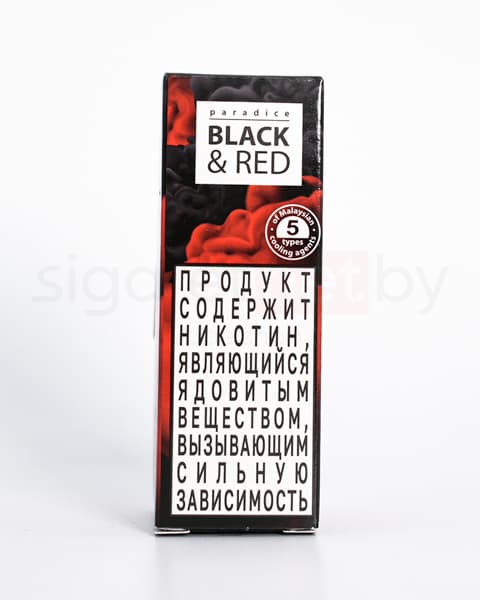 paradice
BLACK
& RED
of Malaysian
5
types
cooling agents
ПРОДУКТ
СОДЕРЖИТ
НИКОТИН,
ЯВЛЯЮЩИЙСЯ
ЯДОВИТЫМ
ВЕЩЕСТВОМ,
ВЫЗЫВАЮЩИМ
СИЛЬНУЮ
ЗАВИСИМОСТЬ